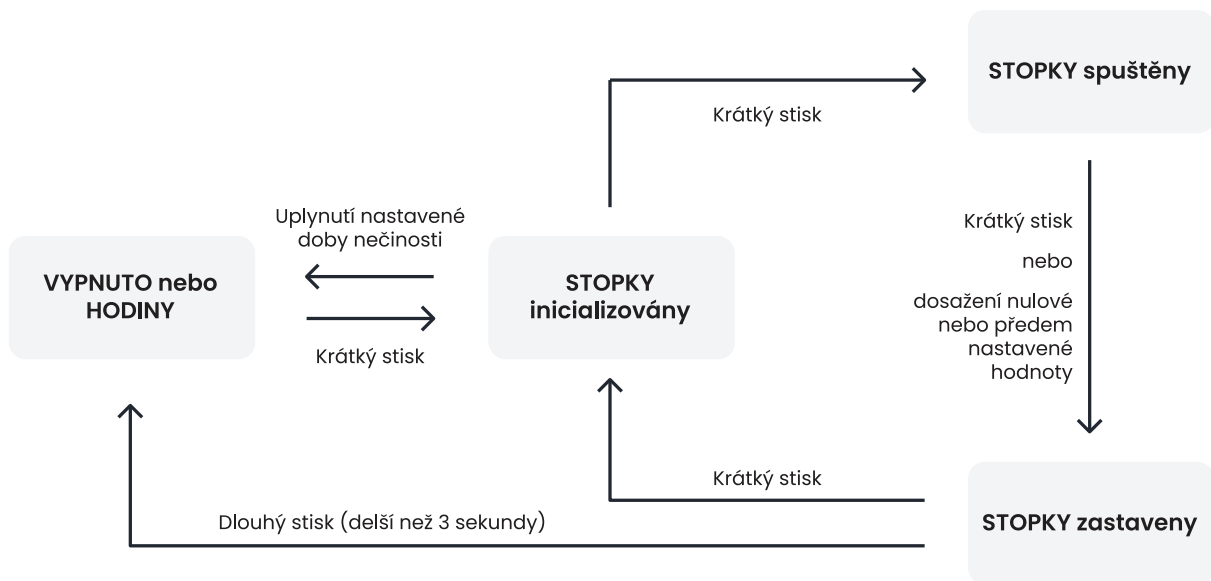 STOPKY spuštěny
Krátký stisk
Uplynutí nastavené
doby nečinosti
Krátký stisk
nebo
dosažení nulové
nebo předem
nastavené
hodnoty
VYPNUTO nebo
HODINY
STOPKY
inicializovány
Krátký stisk
Krátký stisk
Dlouhý stisk (delší než 3 sekundy)
STOPKY zastaveny